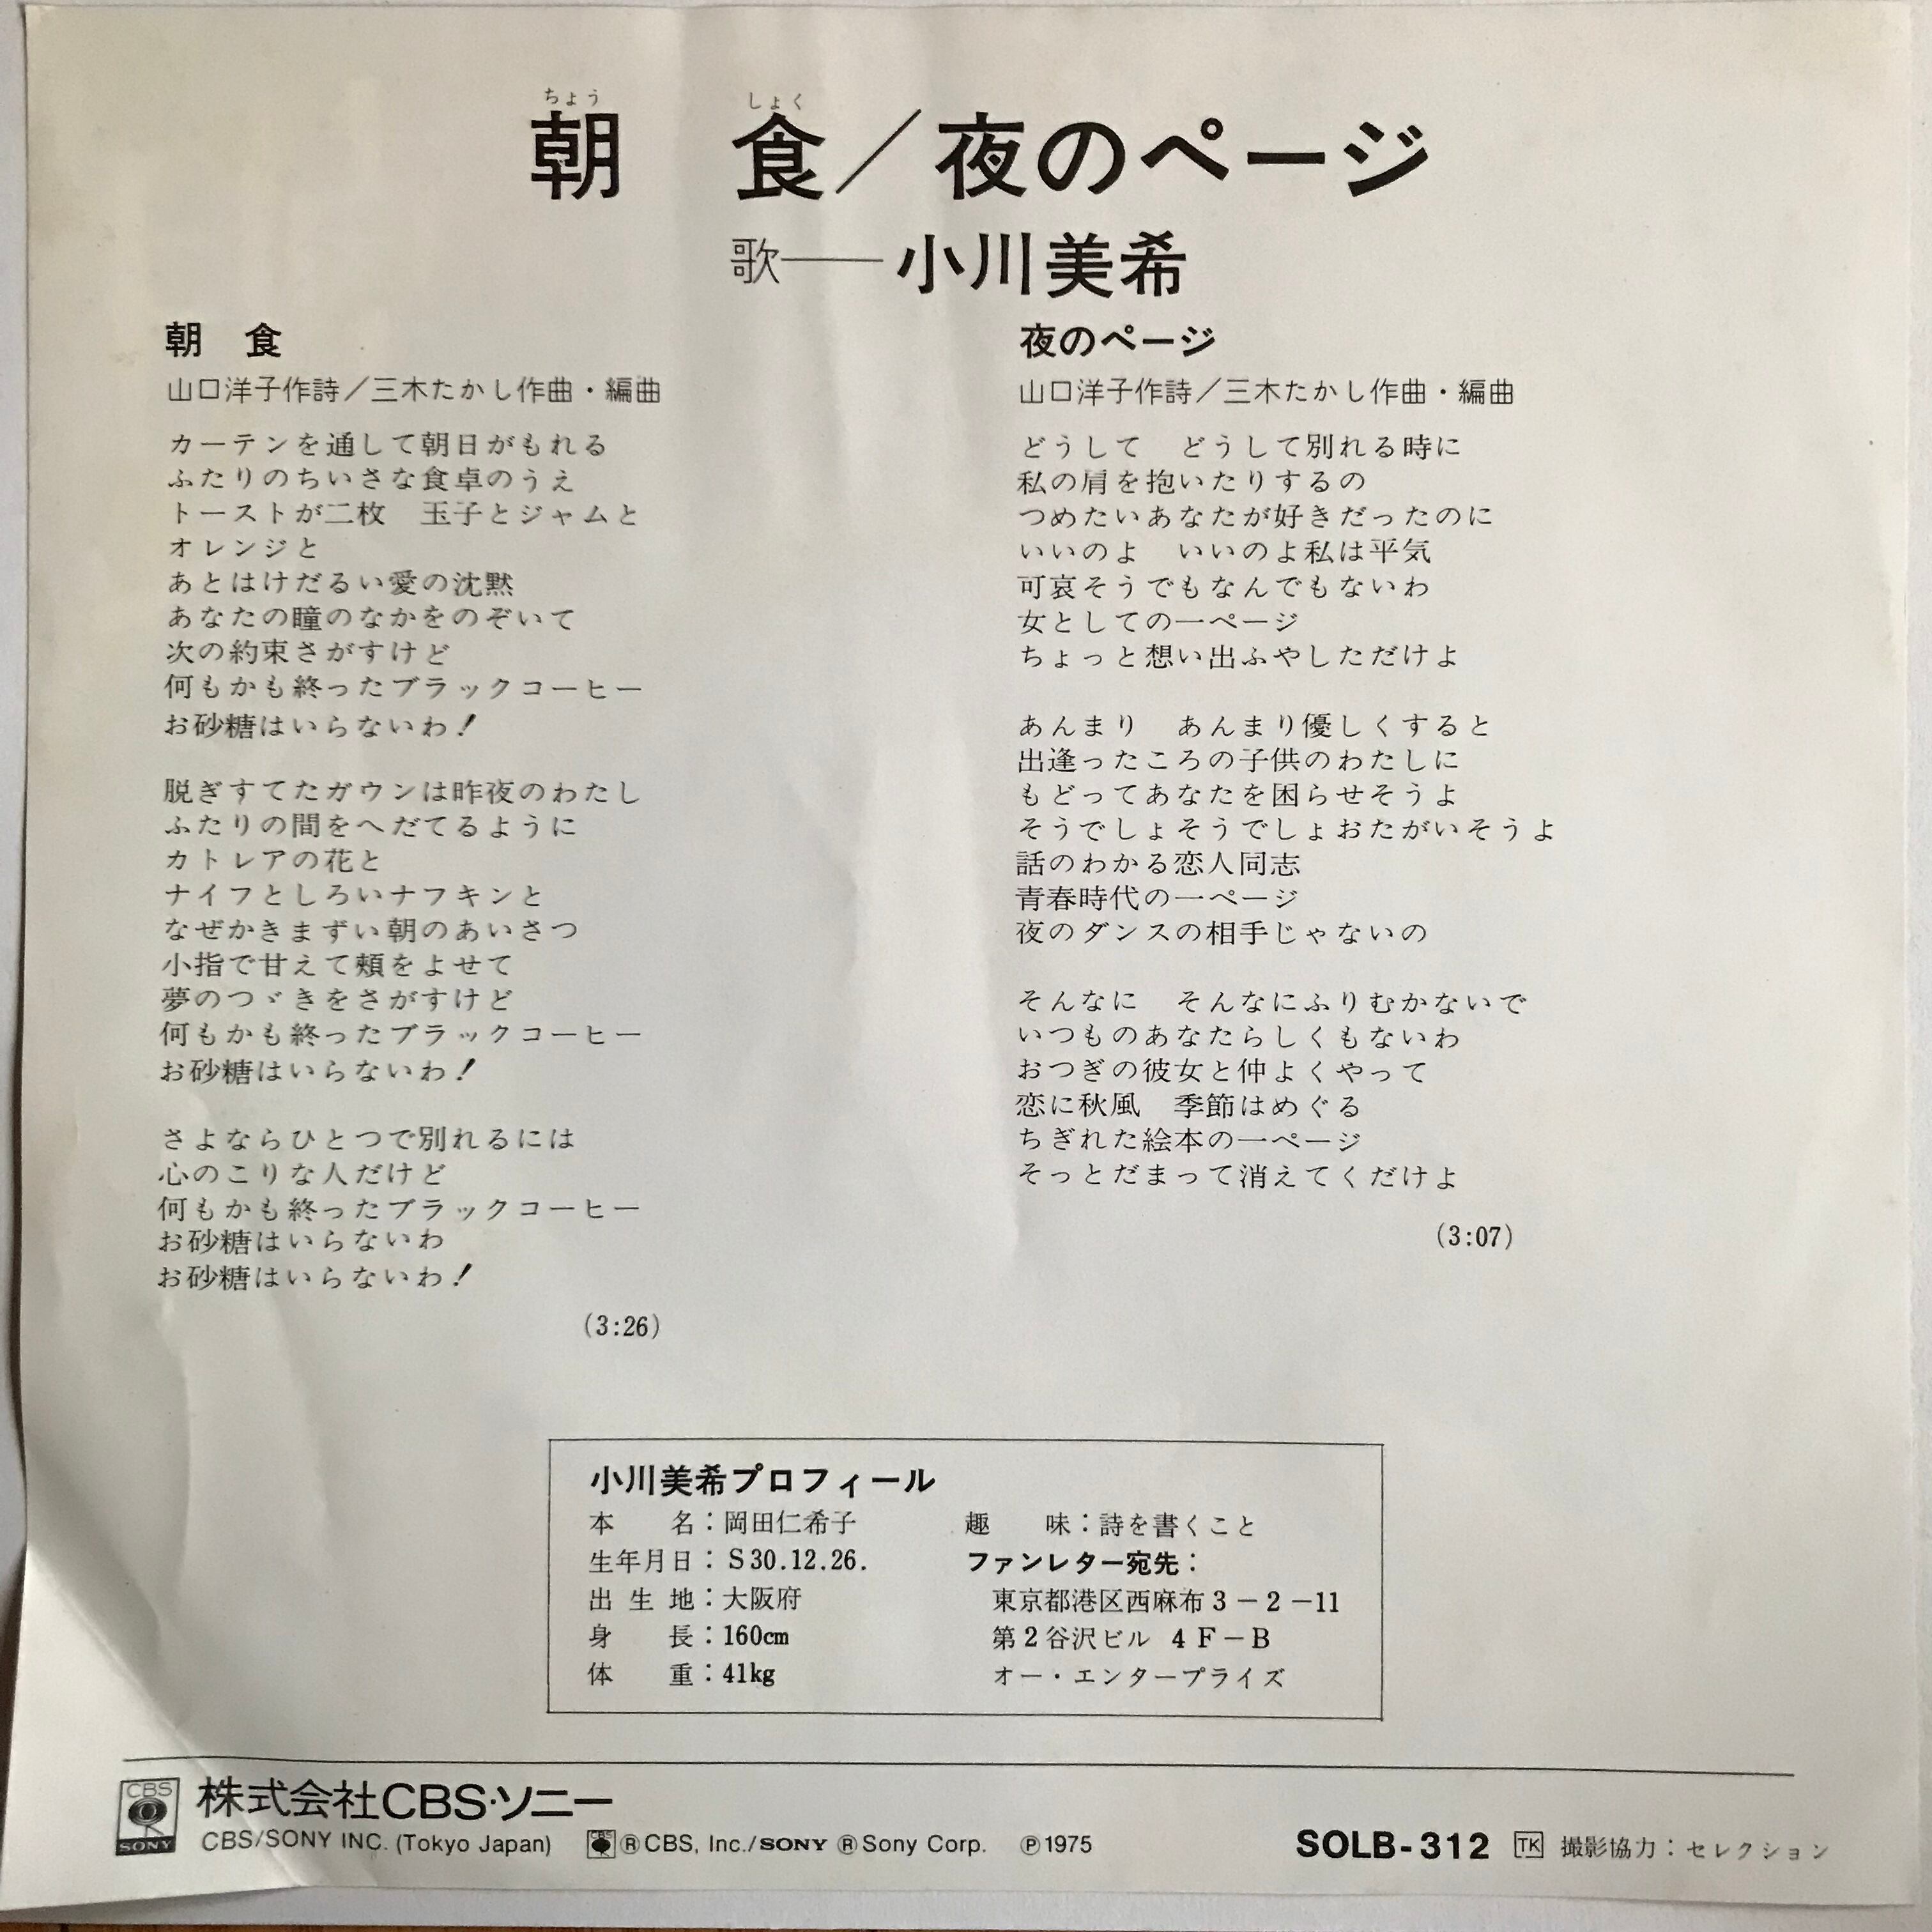 ちょう　しょく
朝　食／夜のページ
歌──小川美希
朝　食
山口洋子作詩／三木たかし作曲・編曲
カーテンを通して朝日がもれる
ふたりのちいさな食卓のうえ
トーストが二枚　玉子とジャムと
オレンジと
あとはけだるい愛の沈黙
あなたの瞳のなかをのぞいて
次の約束さがすけど
何もかも終ったブラックコーヒー
お砂糖はいらないわ！
脱ぎすてたガウンは昨夜のわたし
ふたりの間をへだてるように
カトレアの花と
ナイフとしろいナフキンと
なぜかきまずい朝のあいさつ
小指で甘えて頬をよせて
夢のつゞきをさがすけど
何もかも終ったブラックコーヒー
お砂糖はいらないわ！
さよならひとつで別れるには
心のこりな人だけど
何もかも終ったブラックコーヒー
お砂糖はいらないわ
お砂糖はいらないわ！
(3:26)
夜のページ
山口洋子作詩／三木たかし作曲・編曲
どうして　どうして別れる時に
私の肩を抱いたりするの
つめたいあなたが好きだったのに
いいのよ　いいのよ私は平気
可哀そうでもなんでもないわ
女としての一ページ
ちょっと想い出ふやしただけよ
あんまり　あんまり優しくすると
出逢ったころの子供のわたしに
もどってあなたを困らせそうよ
そうでしょそうでしょおたがいそうよ
話のわかる恋人同志
青春時代の一ページ
夜のダンスの相手じゃないの
そんなに　そんなにふりむかないで
いつものあなたらしくもないわ
おつぎの彼女と仲よくやって
恋に秋風　季節はめぐる
ちぎれた絵本の一ページ
そっとだまって消えてくだけよ
(3:07)
小川美希プロフィール
本　　名：岡田仁希子
生年月日：S30.12.26.
出 生 地：大阪府
身　　長：160cm
体　　重：41kg
趣　　味：詩を書くこと
ファンレター宛先：
東京都港区西麻布3－2－11
第2谷沢ビル 4F－B
オー・エンタープライズ
CBS SONY 株式会社CBS・ソニー
CBS/SONY INC. (Tokyo Japan) CBS ®CBS, Inc./SONY ®Sony Corp. ℗1975
SOLB-312 TK 撮影協力：セレクション